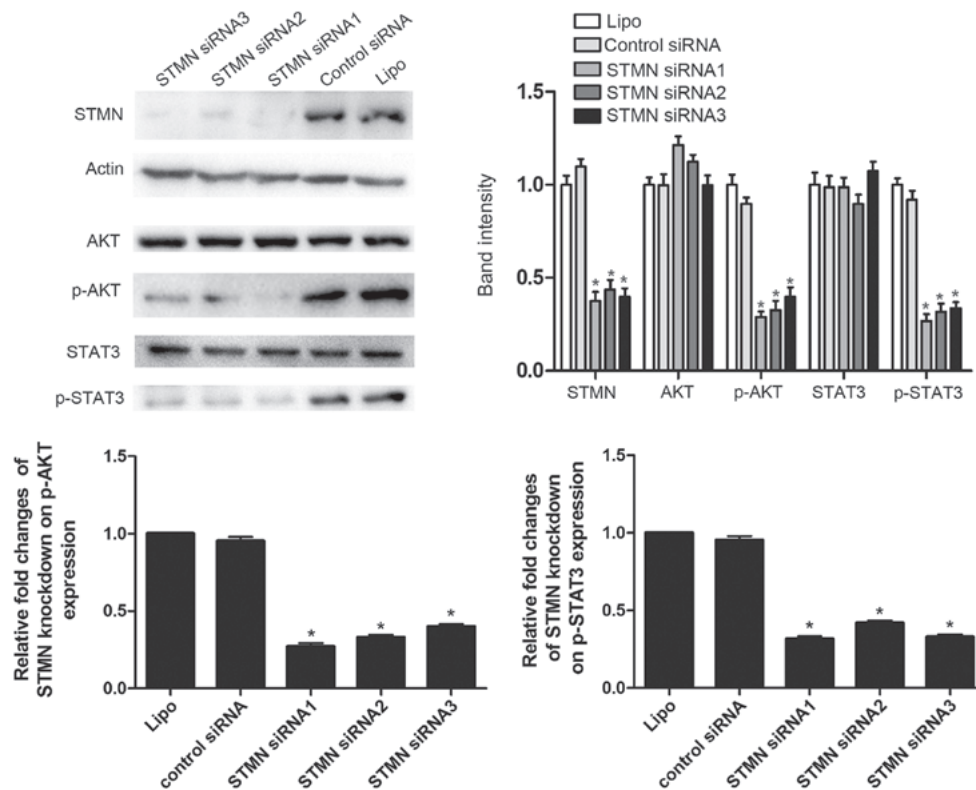 STMN siRNA3
STMN siRNA2
STMN siRNA1
Control siRNA
Lipo
STMN
Actin
AKT
p-AKT
STAT3
p-STAT3
Lipo
Control siRNA
STMN siRNA1
STMN siRNA2
STMN siRNA3
Band intensity
1.5
1.0
0.5
0.0
* * *
* * *
* * *
STMN AKT p-AKT STAT3 p-STAT3
Relative fold changes of
STMN knockdown on p-AKT
expression
1.5
1.0
0.5
0.0
* * *
Lipo
control siRNA
STMN siRNA1
STMN siRNA2
STMN siRNA3
Relative fold changes
of STMN knockdown
on p-STAT3 expression
1.5
1.0
0.5
0.0
* * *
Lipo
control siRNA
STMN siRNA1
STMN siRNA2
STMN siRNA3